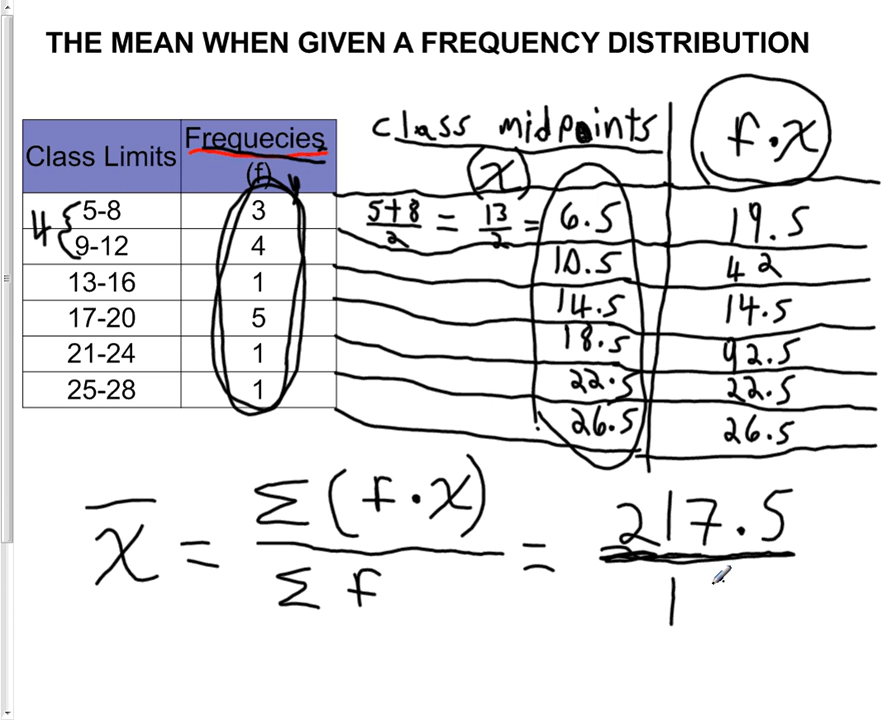 THE MEAN WHEN GIVEN A FREQUENCY DISTRIBUTION
class midpoints f·x
Class Limits Frequecies (f) x
4 { 5-8 3 5+8/2 = 13/2 = 6.5 19.5
9-12 4 10.5 42
13-16 1 14.5 14.5
17-20 5 18.5 92.5
21-24 1 22.5 22.5
25-28 1 26.5 26.5
x̄ = Σ(f·x) / Σf = 217.5 / 1